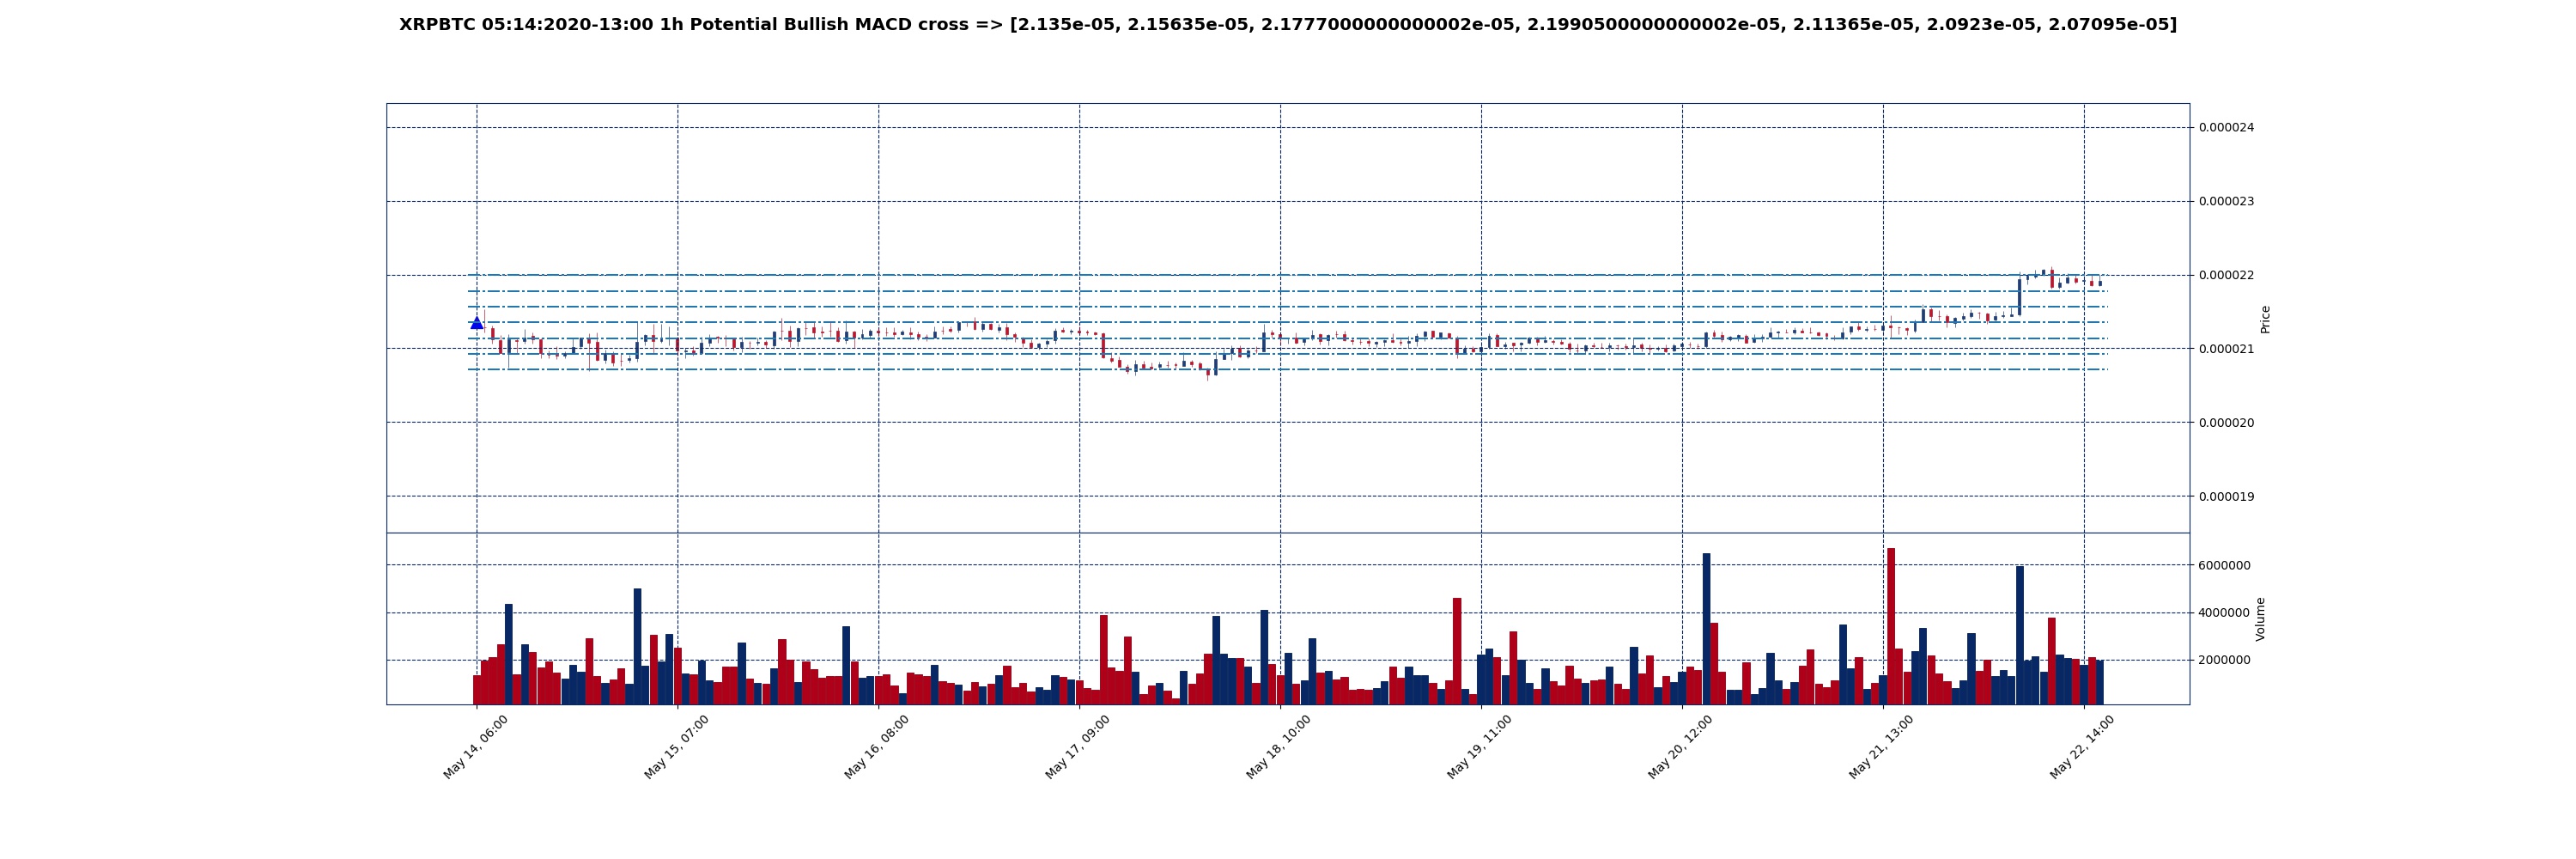 XRPBTC 05:14:2020-13:00 1h Potential Bullish MACD cross => [2.135e-05, 2.15635e-05, 2.1777000000000002e-05, 2.1990500000000002e-05, 2.11365e-05, 2.0923e-05, 2.07095e-05]
0.000024
0.000023
0.000022
0.000021
0.000020
0.000019
Price
6000000
4000000
2000000
Volume
May 14, 06:00
May 15, 07:00
May 16, 08:00
May 17, 09:00
May 18, 10:00
May 19, 11:00
May 20, 12:00
May 21, 13:00
May 22, 14:00